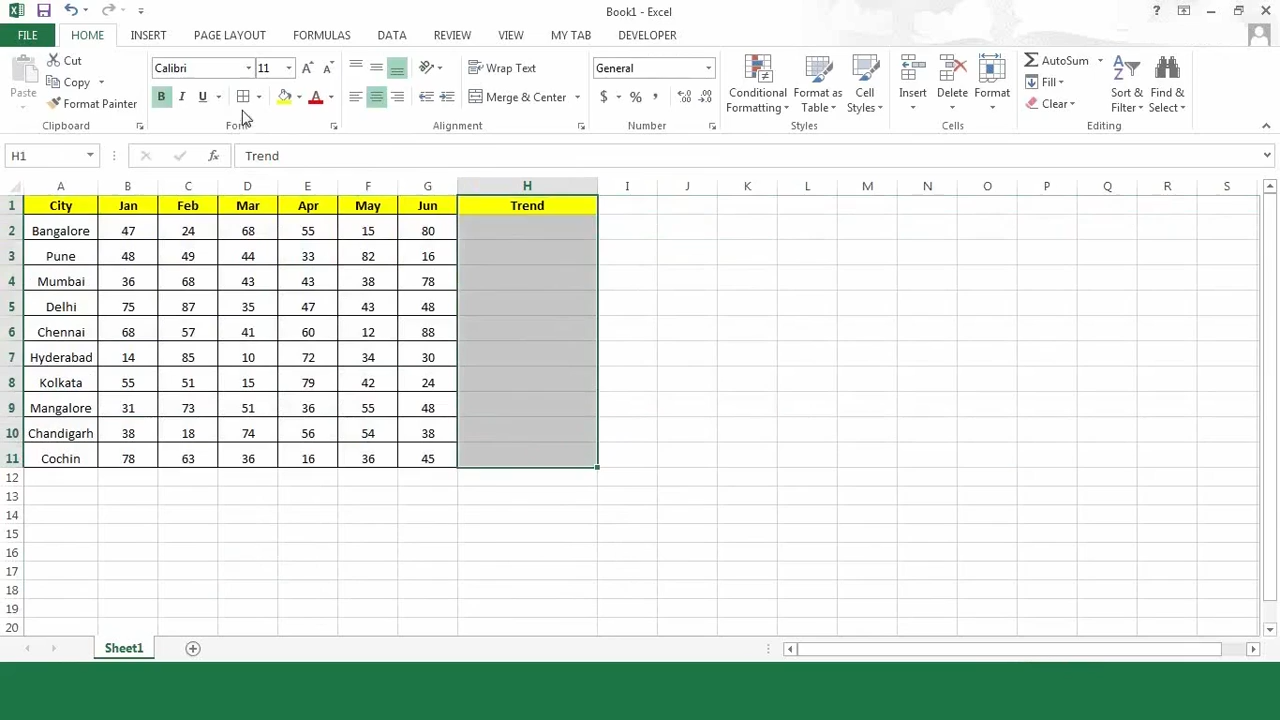 Book1 - Excel
FILE HOME INSERT PAGE LAYOUT FORMULAS DATA REVIEW VIEW MY TAB DEVELOPER
Paste
Cut
Copy
Format Painter
Clipboard
Calibri 11
B I U
General
Wrap Text
Merge & Center
Alignment
$ % ,
Number
Conditional Formatting
Format as Table
Cell Styles
Styles
Insert Delete Format
Cells
AutoSum
Fill
Clear
Sort & Filter
Find & Select
Editing
H1 fx Trend
A B C D E F G H I J K L M N O P Q R S
1 City Jan Feb Mar Apr May Jun Trend
2 Bangalore 47 24 68 55 15 80
3 Pune 48 49 44 33 82 16
4 Mumbai 36 68 43 43 38 78
5 Delhi 75 87 35 47 43 48
6 Chennai 68 57 41 60 12 88
7 Hyderabad 14 85 10 72 34 30
8 Kolkata 55 51 15 79 42 24
9 Mangalore 31 73 51 36 55 48
10 Chandigarh 38 18 74 56 54 38
11 Cochin 78 63 36 16 36 45
12
13
14
15
16
17
18
19
20
Sheet1